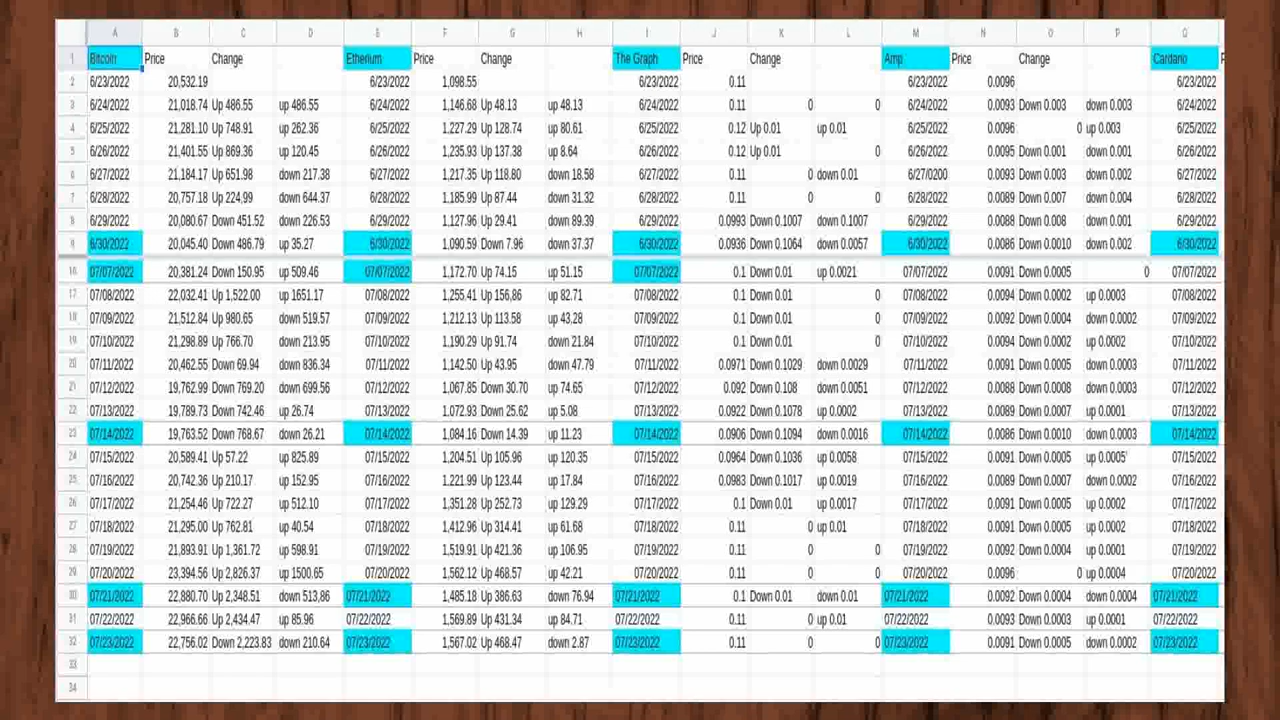 A B C D E F G H I J K L M N O P Q
1 Bitcoin Price Change Etherium Price Change The Graph Price Change Amp Price Change Cardano
2 6/23/2022 20,532.19 6/23/2022 1,098.55 6/23/2022 0.11 6/23/2022 0.0096 6/23/2022
3 6/24/2022 21,018.74 Up 486.55 up 486.55 6/24/2022 1,146.68 Up 48.13 up 48.13 6/24/2022 0.11 0 0 6/24/2022 0.0093 Down 0.003 down 0.003 6/24/2022
4 6/25/2022 21,281.10 Up 748.91 up 262.36 6/25/2022 1,227.29 Up 128.74 up 80.61 6/25/2022 0.12 Up 0.01 up 0.01 6/25/2022 0.0096 0 up 0.003 6/25/2022
5 6/26/2022 21,401.55 Up 869.36 up 120.45 6/26/2022 1,235.93 Up 137.38 up 8.64 6/26/2022 0.12 Up 0.01 0 6/26/2022 0.0095 Down 0.001 down 0.001 6/26/2022
6 6/27/2022 21,184.17 Up 651.98 down 217.38 6/27/2022 1,217.35 Up 118.80 down 18.58 6/27/2022 0.11 0 down 0.01 6/27/0200 0.0093 Down 0.003 down 0.002 6/27/2022
7 6/28/2022 20,757.18 Up 224,99 down 644.37 6/28/2022 1,185.99 Up 87.44 down 31.32 6/28/2022 0.11 0 6/28/2022 0.0089 Down 0.007 down 0.004 6/28/2022
8 6/29/2022 20,080.67 Down 451.52 down 226.53 6/29/2022 1,127.96 Up 29.41 down 89.39 6/29/2022 0.0993 Down 0.1007 down 0.1007 6/29/2022 0.0088 Down 0.008 down 0.001 6/29/2022
9 6/30/2022 20,045.40 Down 486.79 up 35.27 6/30/2022 1,090.59 Down 7.96 down 37.37 6/30/2022 0.0936 Down 0.1064 down 0.0057 6/30/2022 0.0086 Down 0.0010 down 0.002 6/30/2022
16 07/07/2022 20,381.24 Down 150.95 up 509.46 07/07/2022 1,172.70 Up 74.15 up 51.15 07/07/2022 0.1 Down 0.01 up 0.0021 07/07/2022 0.0091 Down 0.0005 0 07/07/2022
17 07/08/2022 22,032.41 Up 1,522.00 up 1651.17 07/08/2022 1,255.41 Up 156,86 up 82.71 07/08/2022 0.1 Down 0.01 0 07/08/2022 0.0094 Down 0.0002 up 0.0003 07/08/2022
18 07/09/2022 21,512.84 Up 980.65 down 519.57 07/09/2022 1,212.13 Up 113.58 up 43,28 07/09/2022 0.1 Down 0.01 0 07/09/2022 0.0092 Down 0.0004 down 0.0002 07/09/2022
19 07/10/2022 21,298.89 Up 766.70 down 213.95 07/10/2022 1,190.29 Up 91.74 down 21.84 07/10/2022 0.1 Down 0.01 0 07/10/2022 0.0094 Down 0.0002 up 0.0002 07/10/2022
20 07/11/2022 20,462.55 Down 69.94 down 836.34 07/11/2022 1,142.50 Up 43.95 down 47.79 07/11/2022 0.0971 Down 0.1029 down 0.0029 07/11/2022 0.0091 Down 0.0005 down 0.0003 07/11/2022
21 07/12/2022 19,762.99 Down 769.20 down 699.56 07/12/2022 1,067.85 Down 30.70 up 74.65 07/12/2022 0.092 Down 0.108 down 0.0051 07/12/2022 0.0088 Down 0.0008 down 0.0003 07/12/2022
22 07/13/2022 19,789.73 Down 742.46 up 26.74 07/13/2022 1,072.93 Down 25.62 up 5.08 07/13/2022 0.0922 Down 0.1078 up 0.0002 07/13/2022 0.0089 Down 0.0007 up 0.0001 07/13/2022
23 07/14/2022 19,763.52 Down 768.67 down 26.21 07/14/2022 1,084.16 Down 14.39 up 11.23 07/14/2022 0.0906 Down 0.1094 down 0.0016 07/14/2022 0.0086 Down 0.0010 down 0.0003 07/14/2022
24 07/15/2022 20,589.41 Up 57.22 up 825.89 07/15/2022 1,204.51 Up 105.96 up 120.35 07/15/2022 0.0964 Down 0.1036 up 0.0058 07/15/2022 0.0091 Down 0.0005 up 0.0005' 07/15/2022
25 07/16/2022 20,742.36 Up 210.17 up 152.95 07/16/2022 1,221.99 Up 123.44 up 17.84 07/16/2022 0.0983 Down 0.1017 up 0.0019 07/16/2022 0.0089 Down 0.0007 down 0.0002 07/16/2022
26 07/17/2022 21,254.46 Up 722.27 up 512.10 07/17/2022 1,351.28 Up 252.73 up 129.29 07/17/2022 0.1 Down 0.01 up 0.0017 07/17/2022 0.0091 Down 0.0005 up 0.0002 07/17/2022
27 07/18/2022 21,295.00 Up 762.81 up 40.54 07/18/2022 1,412.96 Up 314.41 up 61.68 07/18/2022 0.11 0 up 0.01 07/18/2022 0.0091 Down 0.0005 up 0.0002 07/18/2022
28 07/19/2022 21,893.91 Up 1,361.72 up 598.91 07/19/2022 1,519.91 Up 421.36 up 106.95 07/19/2022 0.11 0 0 07/19/2022 0.0092 Down 0.0004 up 0.0001 07/19/2022
29 07/20/2022 23,394.56 Up 2,826.37 up 1500.65 07/20/2022 1,562.12 Up 468.57 up 42.21 07/20/2022 0.11 0 0 07/20/2022 0.0096 0 up 0.0004 07/20/2022
30 07/21/2022 22,880.70 Up 2,348.51 down 513,86 07/21/2022 1,485.18 Up 386.63 down 76.94 07/21/2022 0.1 Down 0.01 down 0.01 07/21/2022 0.0092 Down 0.0004 down 0.0004 07/21/2022
31 07/22/2022 22,966.66 Up 2,434.47 up 85.96 07/22/2022 1,569.89 Up 431.34 up 84.71 07/22/2022 0.11 0 up 0.01 07/22/2022 0.0093 Down 0.0003 up 0.0001 07/22/2022
32 07/23/2022 22,756.02 Down 2,223.83 down 210.64 07/23/2022 1,567.02 Up 468.47 down 2.87 07/23/2022 0.11 0 0 07/23/2022 0.0091 Down 0.0005 down 0.0002 07/23/2022
33
34